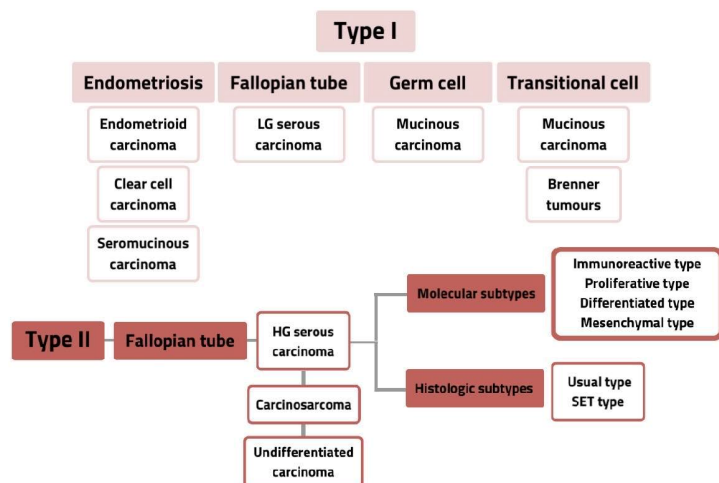 Type I
Endometriosis
Fallopian tube
Germ cell
Transitional cell
Endometrioid
carcinoma
LG serous
carcinoma
Mucinous
carcinoma
Mucinous
carcinoma
Clear cell
carcinoma
Brenner
tumours
Seromucinous
carcinoma
Type II
Fallopian tube
HG serous
carcinoma
Molecular subtypes
Immunoreactive type
Proliferative type
Differentiated type
Mesenchymal type
Histologic subtypes
Usual type
SET type
Carcinosarcoma
Undifferentiated
carcinoma